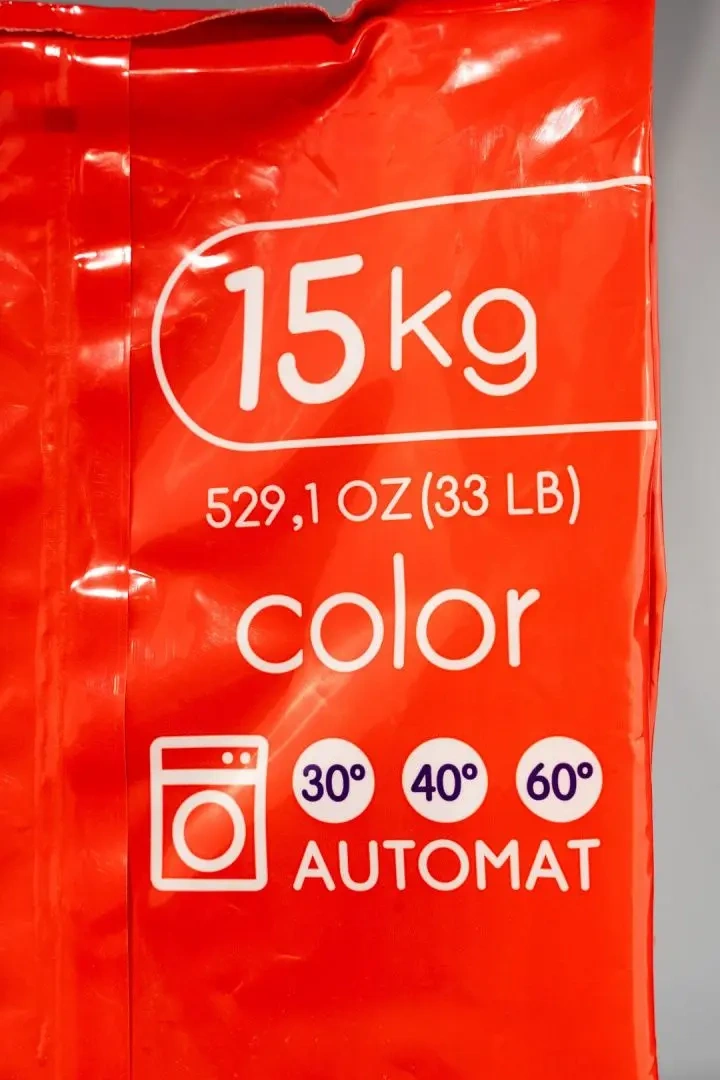 15kg
529,1 OZ(33 LB)
color
30° 40° 60°
AUTOMAT